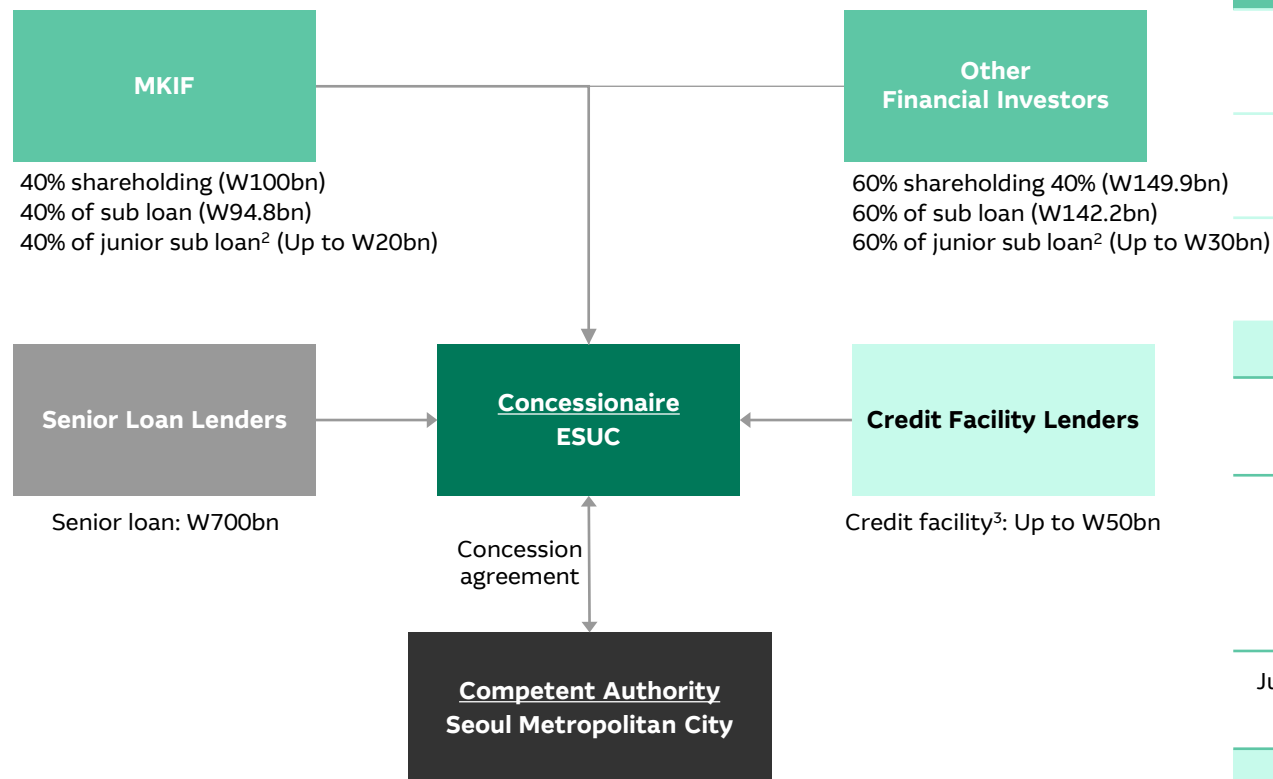 MKIF
Other
Financial Investors
40% shareholding (W100bn)
40% of sub loan (W94.8bn)
40% of junior sub loan² (Up to W20bn)
60% shareholding 40% (W149.9bn)
60% of sub loan (W142.2bn)
60% of junior sub loan² (Up to W30bn)
Senior Loan Lenders
Concessionaire
ESUC
Credit Facility Lenders
Senior loan: W700bn
Credit facility³: Up to W50bn
Concession
agreement
Competent Authority
Seoul Metropolitan City
Ju